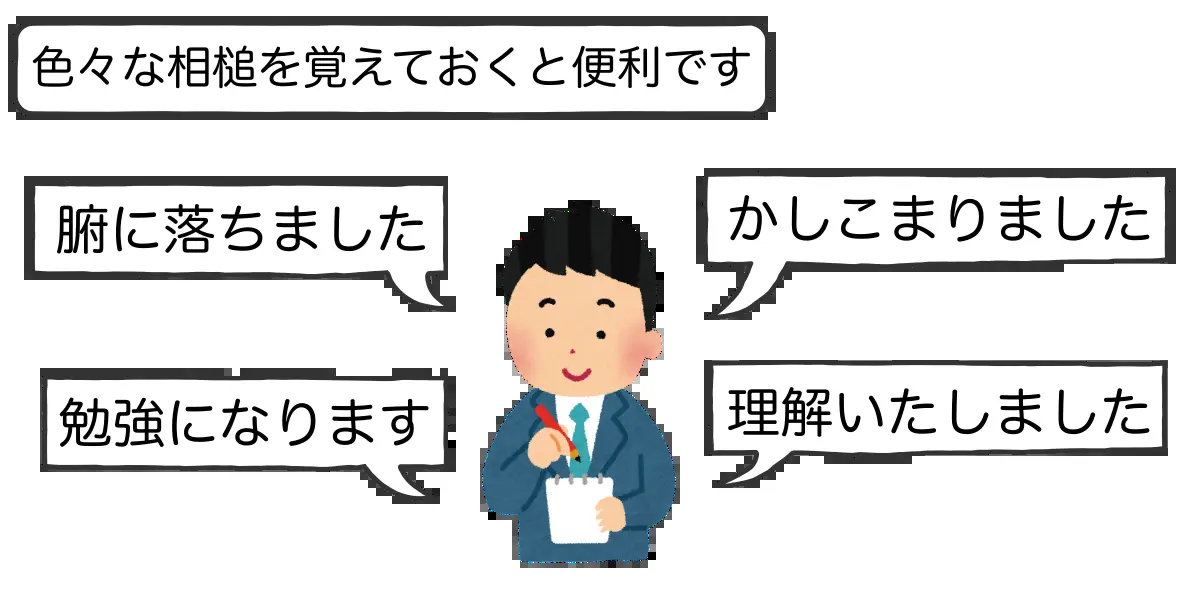 色々な相槌を覚えておくと便利です
腑に落ちました
かしこまりました
勉強になります
理解いたしました